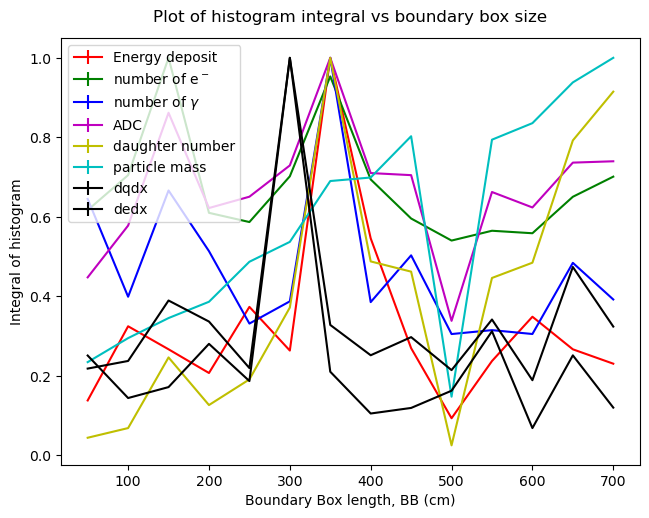 Plot of histogram integral vs boundary box size
Energy deposit
number of e⁻
number of γ
ADC
daughter number
particle mass
dqdx
dedx
Integral of histogram
1.0
0.8
0.6
0.4
0.2
0.0
100 200 300 400 500 600 700
Boundary Box length, BB (cm)